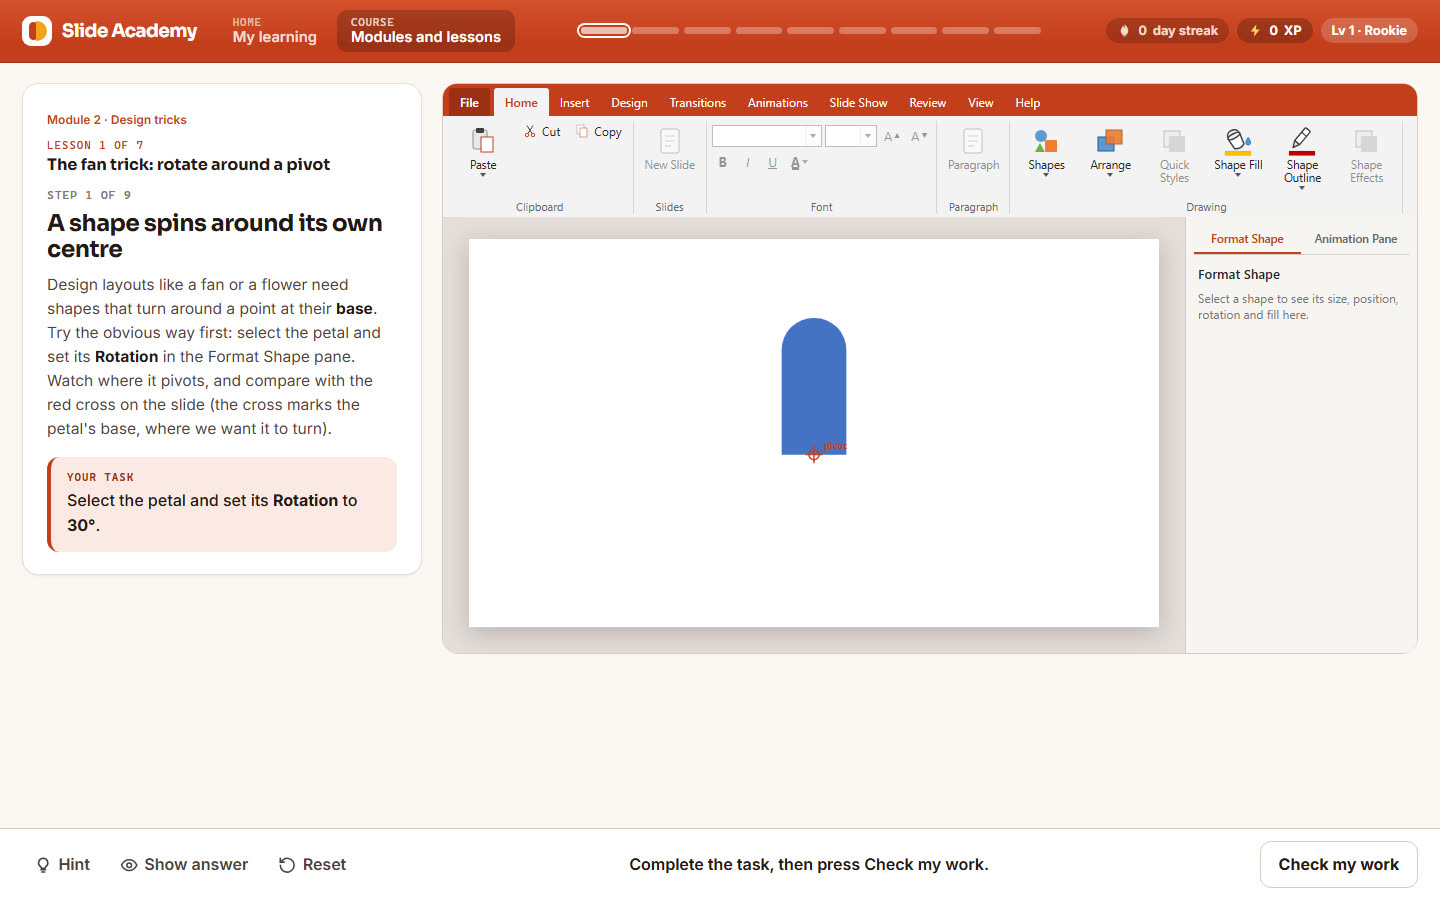 Slide Academy
HOME
My learning
COURSE
Modules and lessons
0 day streak
0 XP
Lv 1 · Rookie
Module 2 · Design tricks
LESSON 1 OF 7
The fan trick: rotate around a pivot
STEP 1 OF 9
A shape spins around its own
centre
Design layouts like a fan or a flower need
shapes that turn around a point at their base.
Try the obvious way first: select the petal and
set its Rotation in the Format Shape pane.
Watch where it pivots, and compare with the
red cross on the slide (the cross marks the
petal's base, where we want it to turn).
YOUR TASK
Select the petal and set its Rotation to
30°.
File
Home
Insert
Design
Transitions
Animations
Slide Show
Review
View
Help
Paste
Cut
Copy
Clipboard
New Slide
Slides
A
A
B
I
U
A
Font
Paragraph
Paragraph
Shapes
Arrange
Quick
Styles
Shape Fill
Shape
Outline
Shape
Effects
Drawing
pivot
Format Shape
Animation Pane
Format Shape
Select a shape to see its size, position,
rotation and fill here.
Hint
Show answer
Reset
Complete the task, then press Check my work.
Check my work